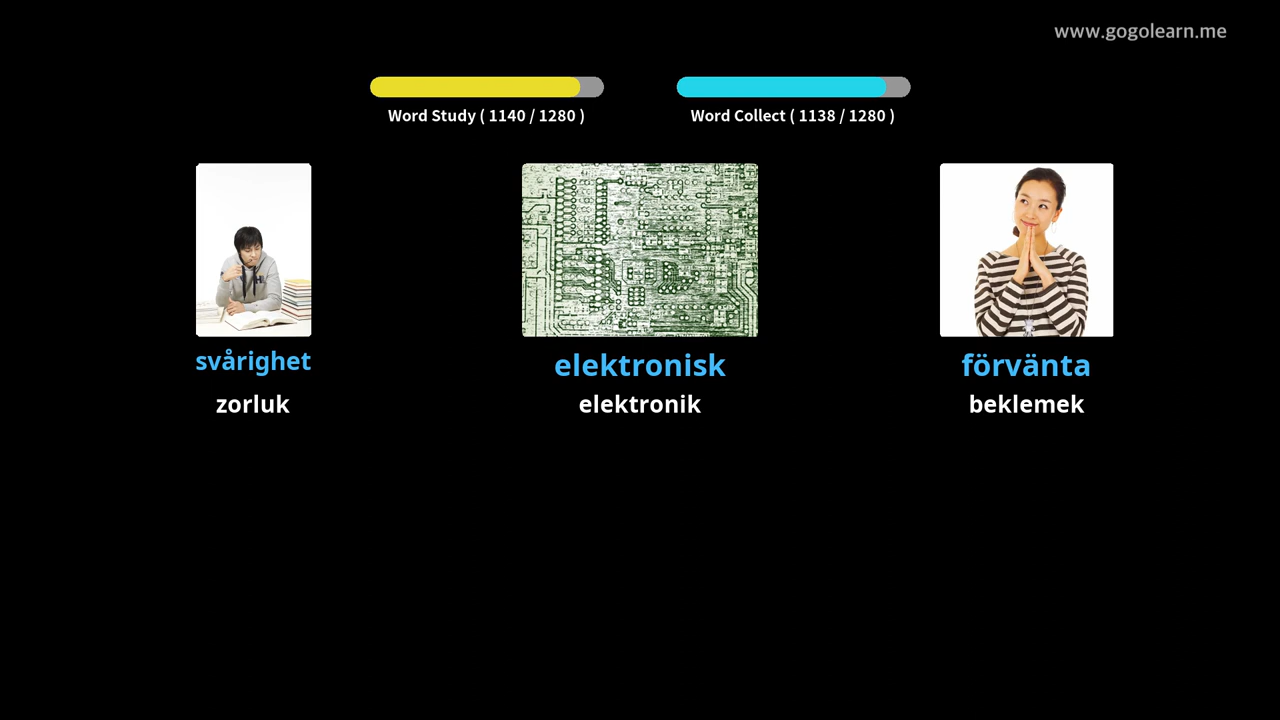 www.gogolearn.me
Word Study ( 1140 / 1280 )
Word Collect ( 1138 / 1280 )
svårighet
elektronisk
förvänta
zorluk
elektronik
beklemek